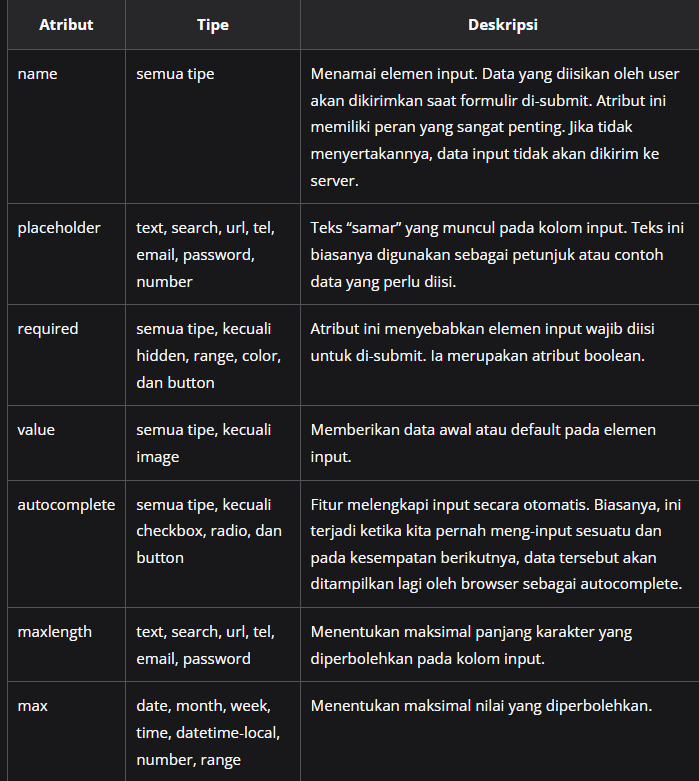 Atribut Tipe Deskripsi
name semua tipe Menamai elemen input. Data yang diisikan oleh user
akan dikirimkan saat formulir di-submit. Atribut ini
memiliki peran yang sangat penting. Jika tidak
menyertakannya, data input tidak akan dikirim ke
server.
placeholder text, search, url, tel, Teks “samar” yang muncul pada kolom input. Teks ini
email, password, biasanya digunakan sebagai petunjuk atau contoh
number data yang perlu diisi.
required semua tipe, kecuali Atribut ini menyebabkan elemen input wajib diisi
hidden, range, color, untuk di-submit. Ia merupakan atribut boolean.
dan button
value semua tipe, kecuali Memberikan data awal atau default pada elemen
image input.
autocomplete semua tipe, kecuali Fitur melengkapi input secara otomatis. Biasanya, ini
checkbox, radio, dan terjadi ketika kita pernah meng-input sesuatu dan
button pada kesempatan berikutnya, data tersebut akan
ditampilkan lagi oleh browser sebagai autocomplete.
maxlength text, search, url, tel, Menentukan maksimal panjang karakter yang
email, password diperbolehkan pada kolom input.
max date, month, week, Menentukan maksimal nilai yang diperbolehkan.
time, datetime-local,
number, range